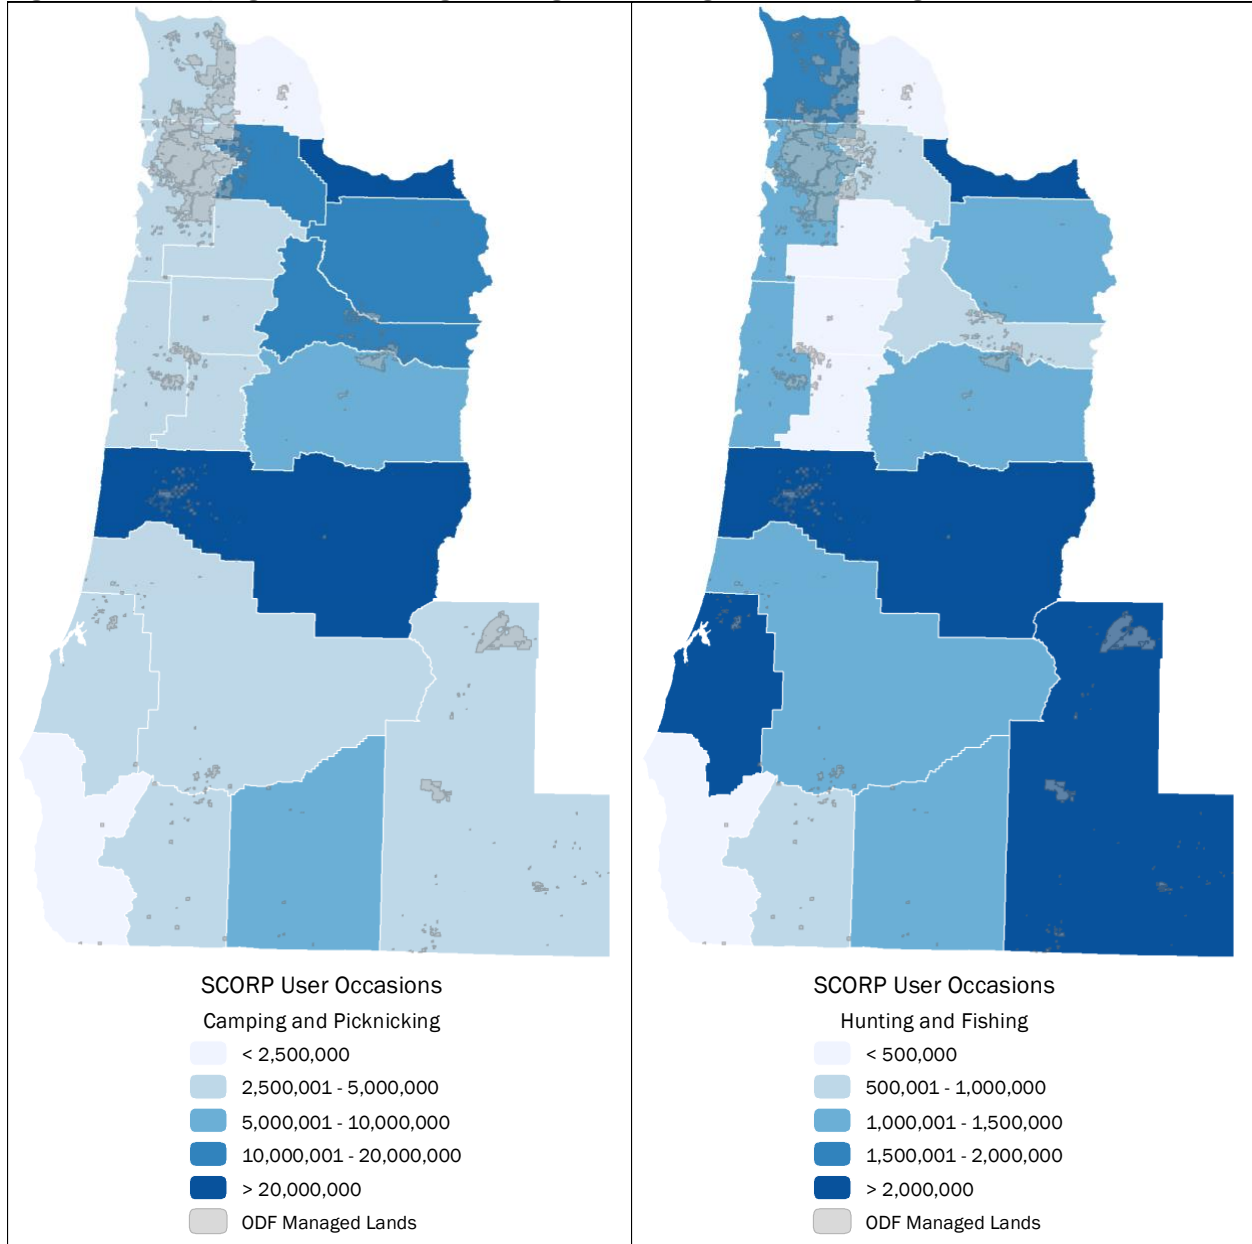 SCORP User Occasions
Camping and Picknicking
< 2,500,000
2,500,001 - 5,000,000
5,000,001 - 10,000,000
10,000,001 - 20,000,000
> 20,000,000
ODF Managed Lands
SCORP User Occasions
Hunting and Fishing
< 500,000
500,001 - 1,000,000
1,000,001 - 1,500,000
1,500,001 - 2,000,000
> 2,000,000
ODF Managed Lands